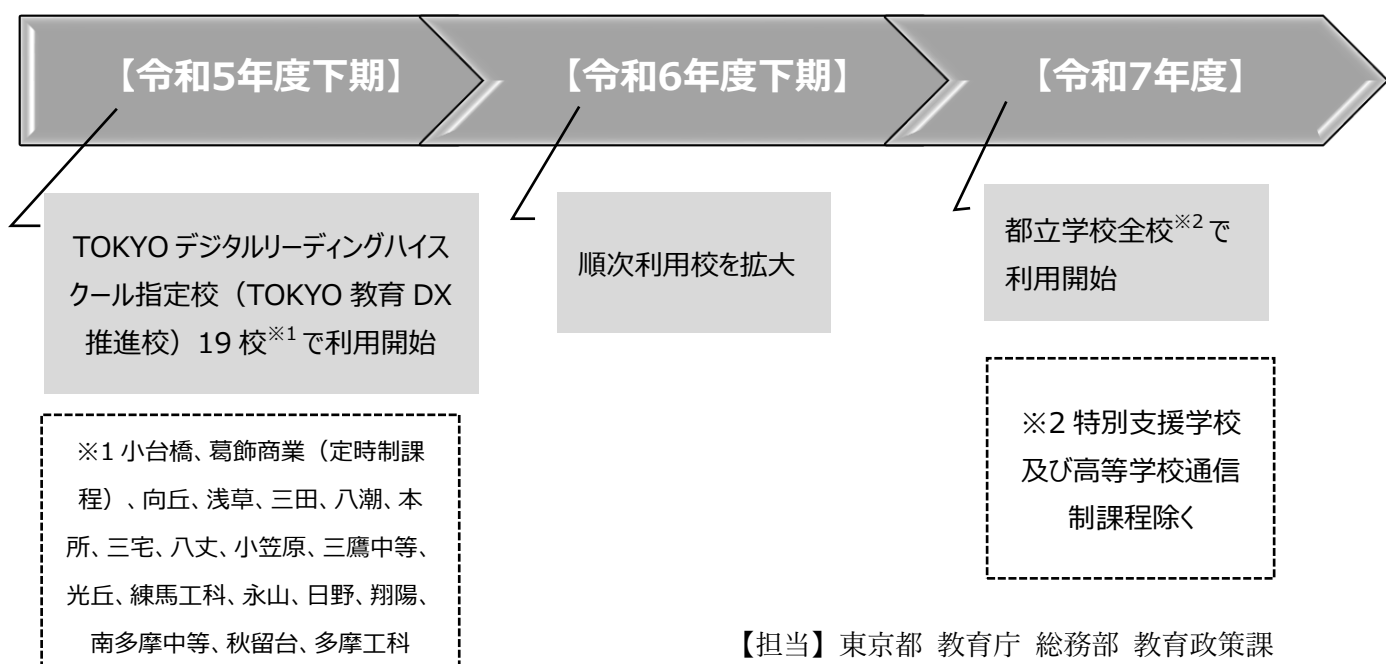 【令和5年度下期】
【令和6年度下期】
【令和7年度】
TOKYO デジタルリーディングハイス
クール指定校（TOKYO 教育 DX
推進校）19 校※1 で利用開始
順次利用校を拡大
都立学校全校※2 で
利用開始
※1 小台橋、葛飾商業（定時制課
程）、向丘、浅草、三田、八潮、本
所、三宅、八丈、小笠原、三鷹中等、
光丘、練馬工科、永山、日野、翔陽、
南多摩中等、秋留台、多摩工科
※2 特別支援学校
及び高等学校通信
制課程除く
【担当】東京都 教育庁 総務部 教育政策課